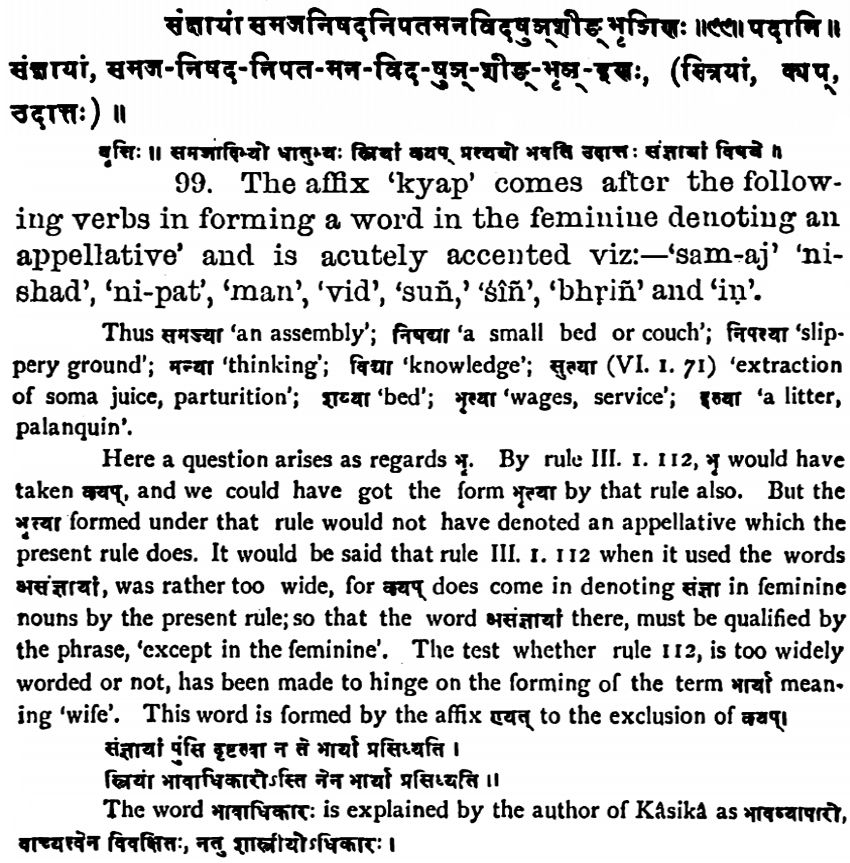 संज्ञायां समजनिषदनिपतमनविदषुञ्शीङ्भृञिणः ॥९९॥ पदानि ॥
संज्ञायां, समज-निषद-निपत-मन-विद-षुञ्-शीङ्-भृञ्-इणः, (स्त्रियां, क्यप्,
उदात्तः) ॥
वृत्तिः ॥ समजादिभ्यो धातुभ्यः स्त्रियां क्यप् प्रत्ययो भवति उदात्तः संज्ञायां विषये ॥
99. The affix 'kyap' comes after the follow-
ing verbs in forming a word in the feminine denoting an
appellative' and is acutely accented viz:—'sam-aj' 'ni-
shad', 'ni-pat', 'man', 'vid', 'suñ,' 'śîñ', 'bhṛiñ' and 'iṇ'.
Thus समज्या 'an assembly'; निषद्या 'a small bed or couch'; निपत्या 'slip-
pery ground'; मन्या 'thinking'; विद्या 'knowledge'; सुत्या (VI. 1. 71) 'extraction
of soma juice, parturition'; शय्या 'bed'; भृत्या 'wages, service'; इत्या 'a litter,
palanquin'.
Here a question arises as regards भृ. By rule III. 1. 112, भृ would have
taken क्यप्, and we could have got the form भृत्या by that rule also. But the
भृत्या formed under that rule would not have denoted an appellative which the
present rule does. It would be said that rule III. 1. 112 when it used the words
असंज्ञायां, was rather too wide, for क्यप् does come in denoting संज्ञा in feminine
nouns by the present rule; so that the word असंज्ञायां there, must be qualified by
the phrase, 'except in the feminine'. The test whether rule 112, is too widely
worded or not, has been made to hinge on the forming of the term भार्या mean-
ing 'wife'. This word is formed by the affix ण्यत् to the exclusion of क्यप्।
संज्ञायां पुंसि दृष्टत्वा न ते भार्या प्रसिध्यति ।
स्त्रियां भावाधिकारोऽस्ति तेन भार्या प्रसिध्यति ॥
The word भावाधिकारः is explained by the author of Kâsikâ as भावव्यापारो,
वाच्यत्वेन विवक्षितः, नतु शास्त्रीयोऽधिकारः ।